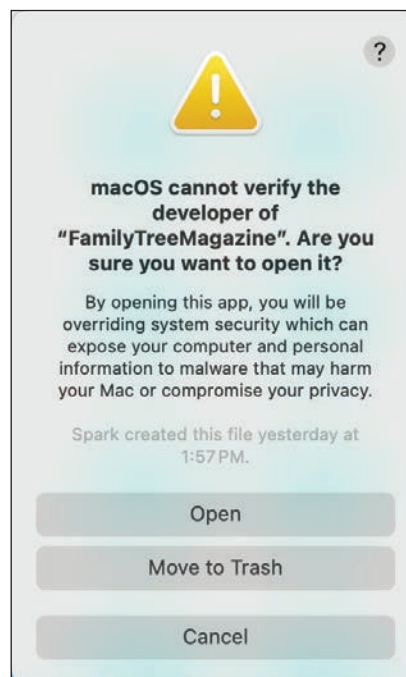 ?
!
macOS cannot verify the
developer of
“FamilyTreeMagazine”. Are you
sure you want to open it?
By opening this app, you will be
overriding system security which can
expose your computer and personal
information to malware that may harm
your Mac or compromise your privacy.
Spark created this file yesterday at
1:57 PM.
Open
Move to Trash
Cancel